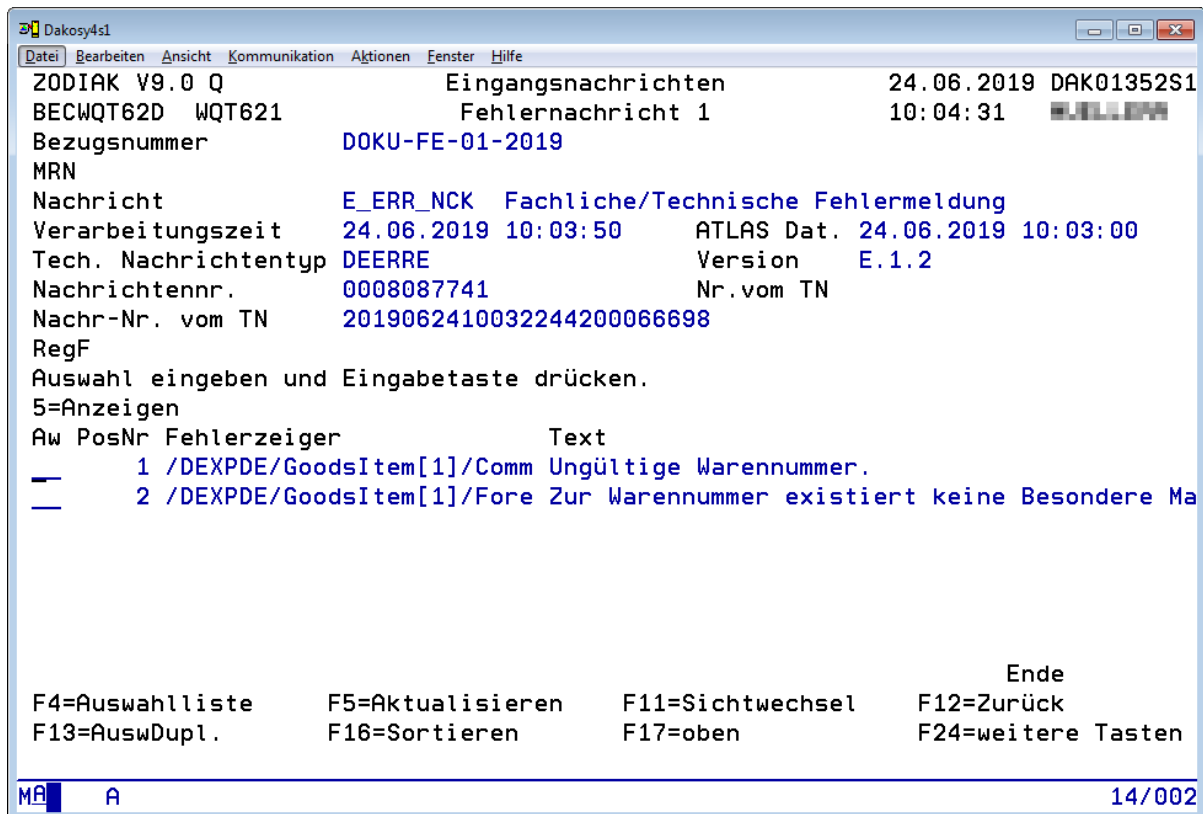 Dakosy4s1
Datei Bearbeiten Ansicht Kommunikation Aktionen Fenster Hilfe
ZODIAK V9.0 Q Eingangsnachrichten 24.06.2019 DAK01352S1
BECWQT62D WQT621 Fehlernachricht 1 10:04:31
Bezugsnummer DOKU-FE-01-2019
MRN
Nachricht E_ERR_NCK Fachliche/Technische Fehlermeldung
Verarbeitungszeit 24.06.2019 10:03:50 ATLAS Dat. 24.06.2019 10:03:00
Tech. Nachrichtentyp DEERRE Version E.1.2
Nachrichtennr. 0008087741 Nr.vom TN
Nachr-Nr. vom TN 2019062410032244200066698
RegF
Auswahl eingeben und Eingabetaste drücken.
5=Anzeigen
Aw PosNr Fehlerzeiger Text
1 /DEXPDE/GoodsItem[1]/Comm Ungültige Warennummer.
2 /DEXPDE/GoodsItem[1]/Fore Zur Warennummer existiert keine Besondere Ma
Ende
F4=Auswahlliste F5=Aktualisieren F11=Sichtwechsel F12=Zurück
F13=AuswDupl. F16=Sortieren F17=oben F24=weitere Tasten
MA A 14/002